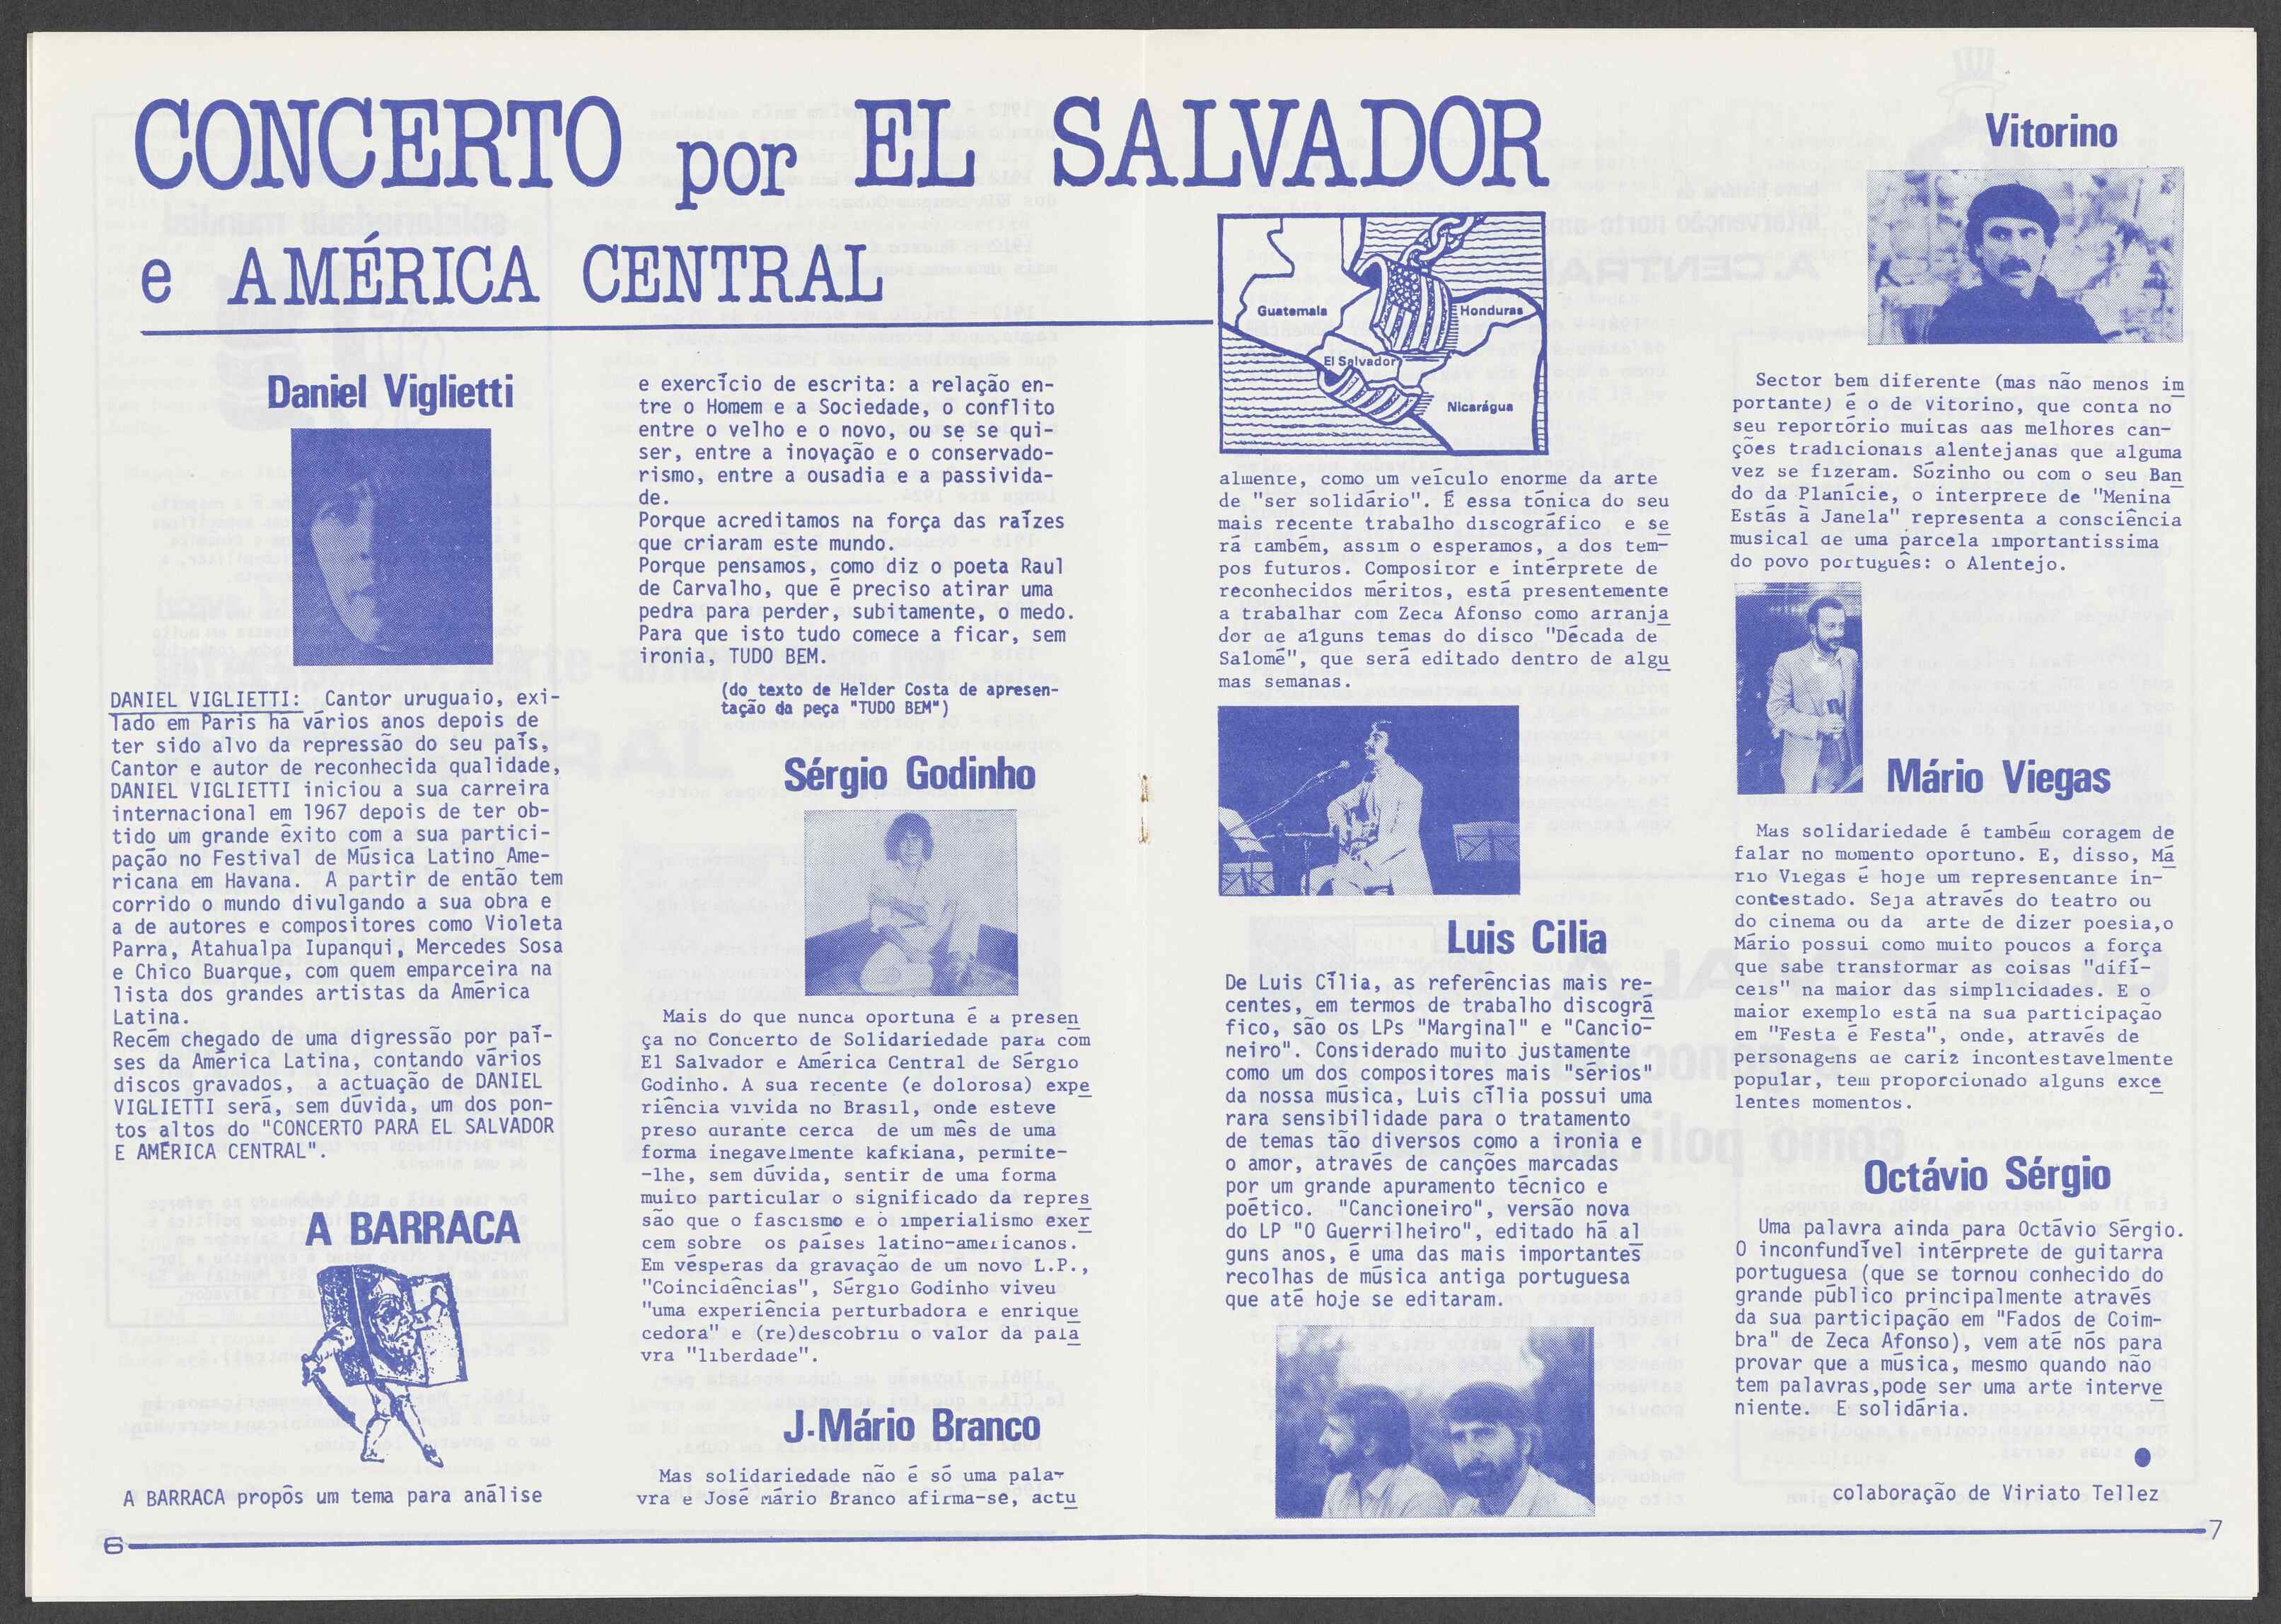 CONCERTO por EL SALVADOR
e AMÉRICA CENTRAL
Daniel Viglietti
DANIEL VIGLIETTI: Cantor uruguaio, exi-
lado em Paris há vários anos depois de
ter sido alvo da repressão do seu país,
Cantor e autor de reconhecida qualidade,
DANIEL VIGLIETTI iniciou a sua carreira
internacional em 1967 depois de ter ob-
tido um grande êxito com a sua partici-
pação no Festival de Música Latino Ame-
ricana em Havana. A partir de então tem
corrido o mundo divulgando a sua obra e
a de autores e compositores como Violeta
Parra, Atahualpa Iupanqui, Mercedes Sosa
e Chico Buarque, com quem emparceira na
lista dos grandes artistas da América
Latina.
Recém chegado de uma digressão por paí-
ses da América Latina, contando vários
discos gravados, a actuação de DANIEL
VIGLIETTI será, sem dúvida, um dos pon-
tos altos do "CONCERTO PARA EL SALVADOR
E AMÉRICA CENTRAL".
A BARRACA
A BARRACA propôs um tema para análise
e exercício de escrita: a relação en-
tre o Homem e a Sociedade, o conflito
entre o velho e o novo, ou se se qui-
ser, entre a inovação e o conservado-
rismo, entre a ousadia e a passivida-
de.
Porque acreditamos na força das raízes
que criaram este mundo.
Porque pensamos, como diz o poeta Raul
de Carvalho, que é preciso atirar uma
pedra para perder, subitamente, o medo.
Para que isto tudo comece a ficar, sem
ironia, TUDO BEM.
(do texto de Helder Costa de apresen-
tação da peça "TUDO BEM")
Sérgio Godinho
Mais do que nunca oportuna é a presen
ça no Concerto de Solidariedade para com
El Salvador e América Central de Sérgio
Godinho. A sua recente (e dolorosa) expe
riência vivida no Brasil, onde esteve
preso durante cerca de um mês de uma
forma inegavelmente kafkiana, permite-
-lhe, sem dúvida, sentir de uma forma
muito particular o significado da repres
são que o fascismo e o imperialismo exer
cem sobre os países latino-americanos.
Em vésperas da gravação de um novo L.P.,
"Coincidências", Sérgio Godinho viveu
"uma experiência perturbadora e enrique
cedora" e (re)descobriu o valor da pala
vra "liberdade".
J.Mário Branco
Mas solidariedade não é só uma pala-
vra e José Mário Branco afirma-se, actu
Guatemala
Honduras
El Salvador
Nicarágua
almente, como um veículo enorme da arte
de "ser solidário". É essa tónica do seu
mais recente trabalho discográfico e se
rá também, assim o esperamos, a dos tem-
pos futuros. Compositor e intérprete de
reconhecidos méritos, está presentemente
a trabalhar com Zeca Afonso como arranja
dor de alguns temas do disco "Década de
Salomé", que será editado dentro de algu
mas semanas.
Luis Cilia
De Luis Cília, as referências mais re-
centes, em termos de trabalho discográ
fico, são os LPs "Marginal" e "Cancio-
neiro". Considerado muito justamente
como um dos compositores mais "sérios"
da nossa música, Luis cília possui uma
rara sensibilidade para o tratamento
de temas tão diversos como a ironia e
o amor, através de canções marcadas
por um grande apuramento técnico e
poético. "Cancioneiro", versão nova
do LP "O Guerrilheiro", editado há al
guns anos, é uma das mais importantes
recolhas de música antiga portuguesa
que até hoje se editaram.
Vitorino
Sector bem diferente (mas não menos im
portante) é o de Vitorino, que conta no
seu reportório muitas das melhores can-
ções tradicionais alentejanas que alguma
vez se fizeram. Sózinho ou com o seu Ban
do da Planície, o interprete de "Menina
Estás à Janela" representa a consciência
musical de uma parcela importantissima
do povo português: o Alentejo.
Mário Viegas
Mas solidariedade é também coragem de
falar no momento oportuno. E, disso, Má
rio Viegas é hoje um representante in-
contestado. Seja através do teatro ou
do cinema ou da arte de dizer poesia,o
Mário possui como muito poucos a força
que sabe transformar as coisas "difí-
ceis" na maior das simplicidades. E o
maior exemplo está na sua participação
em "Festa é Festa", onde, através de
personagens de cariz incontestavelmente
popular, tem proporcionado alguns exce
lentes momentos.
Octávio Sérgio
Uma palavra ainda para Octávio Sérgio.
O inconfundível intérprete de guitarra
portuguesa (que se tornou conhecido do
grande público principalmente através
da sua participação em "Fados de Coim-
bra" de Zeca Afonso), vem até nós para
provar que a música, mesmo quando não
tem palavras,pode ser uma arte interve
niente. E solidária.
colaboração de Viriato Tellez
6
7